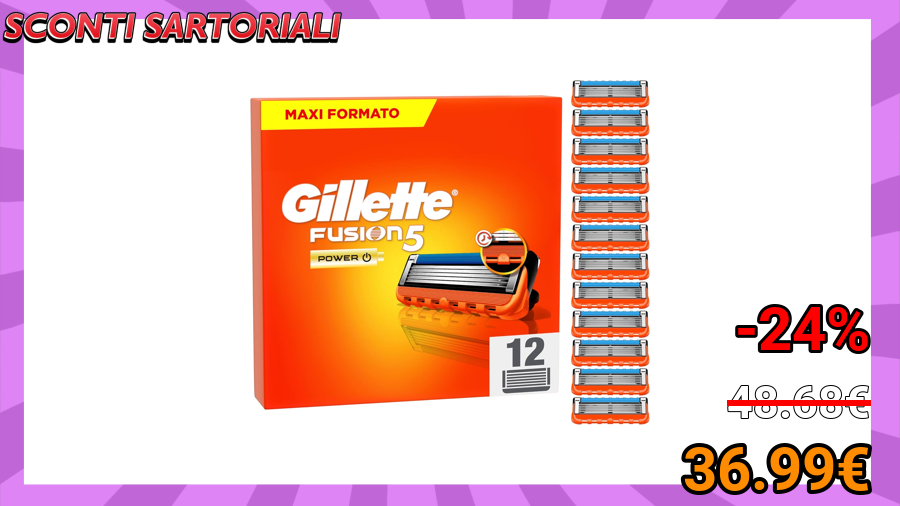 SCONTI SARTORIALI
MAXI FORMATO
Gillette®
FUSION5
POWER
12
-24%
48.68€
36.99€